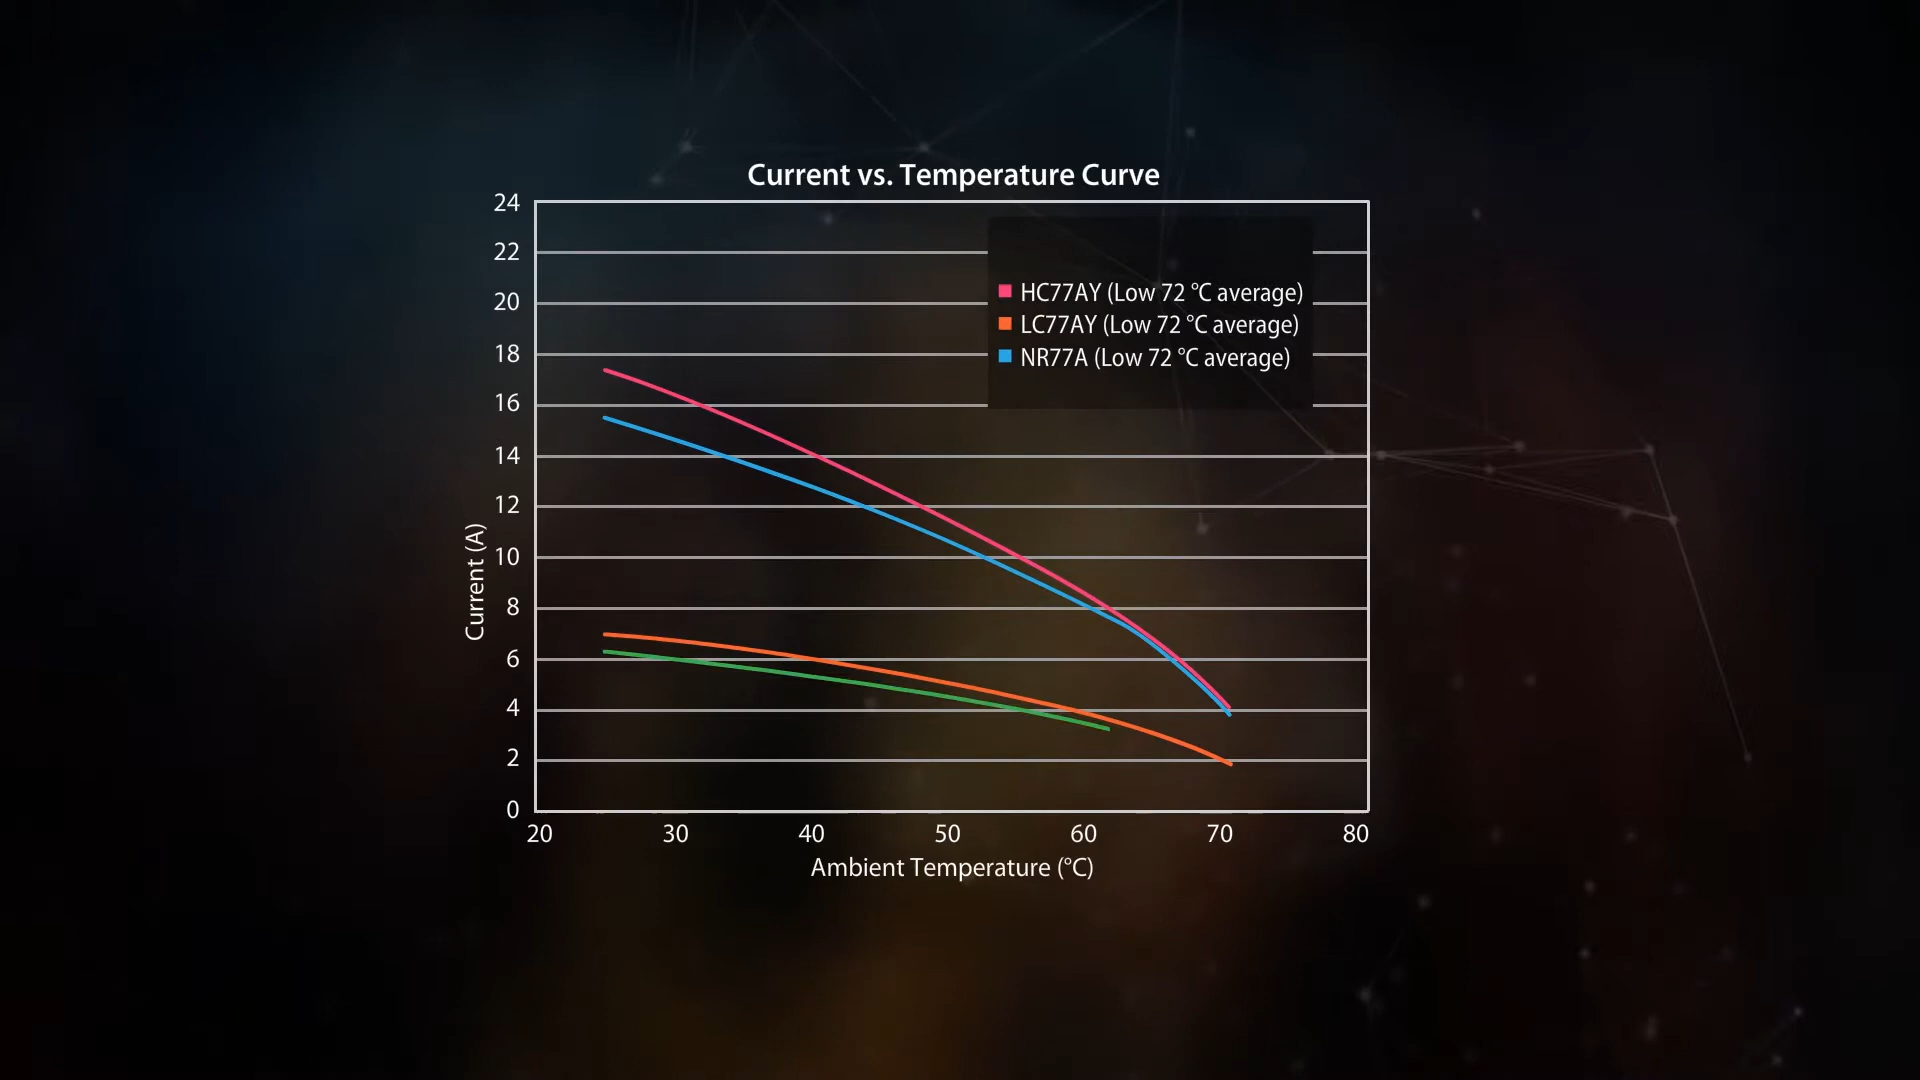 Current vs. Temperature Curve
24
22
20
18
16
14
12
10
8
6
4
2
0
Current (A)
HC77AY (Low 72 °C average)
LC77AY (Low 72 °C average)
NR77A (Low 72 °C average)
20 30 40 50 60 70 80
Ambient Temperature (°C)